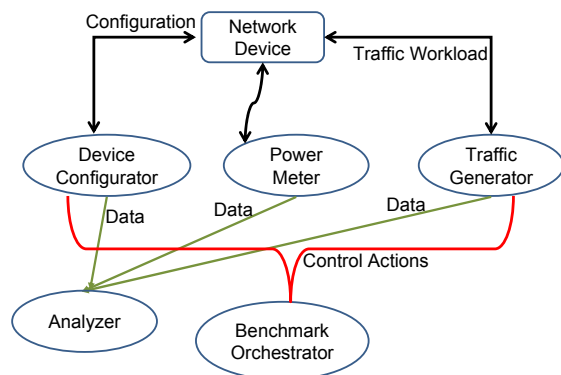 Configuration
Network
Device
Traffic Workload
Device
Configurator
Power
Meter
Traffic
Generator
Data
Data
Data
Control Actions
Analyzer
Benchmark
Orchestrator